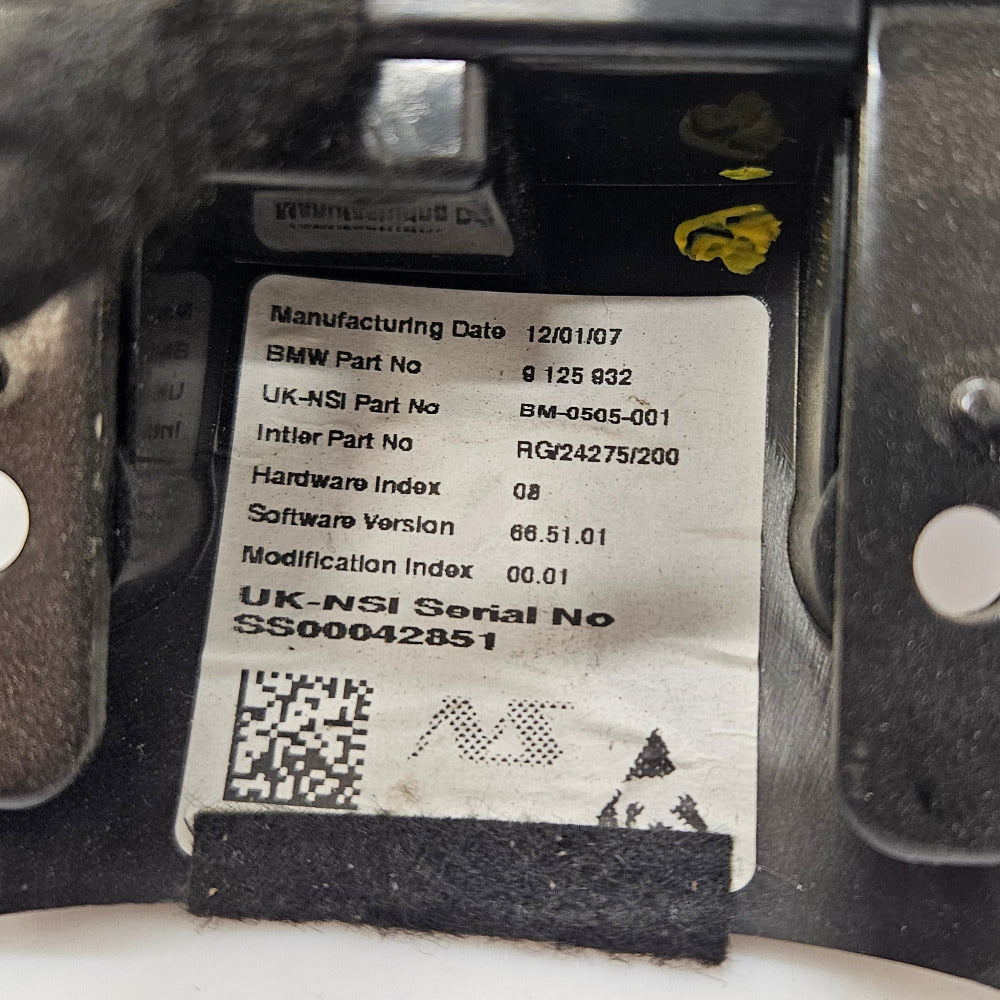 Manufacturing Date 12/01/07
BMW Part No 9 125 932
UK-NSI Part No BM-0505-001
Intier Part No RG/24275/200
Hardware Index 08
Software Version 66.51.01
Modification Index 00.01
UK-NSI Serial No
SS00042851
NS